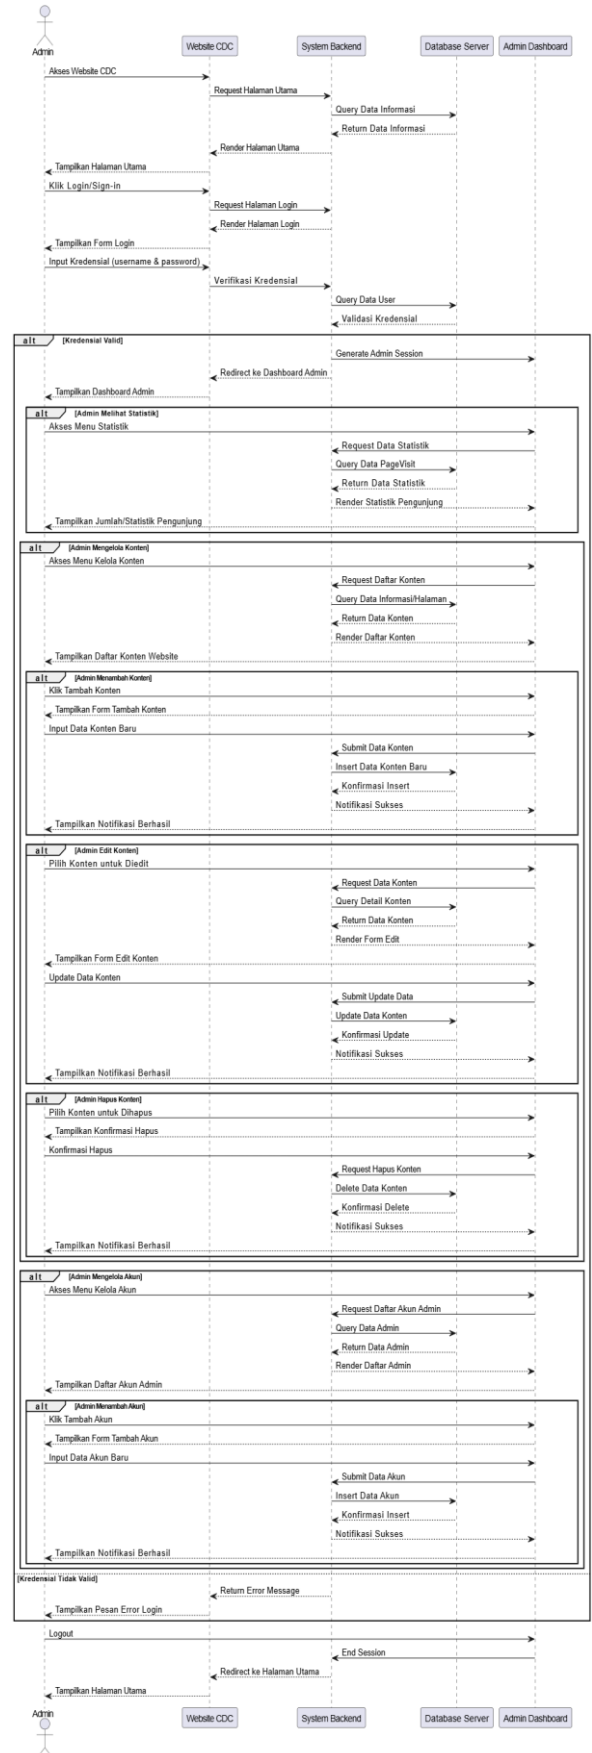 Admin
Website CDC
System Backend
Database Server
Admin Dashboard
Akses Website CDC
Request Halaman Utama
Query Data Informasi
Return Data Informasi
Render Halaman Utama
Tampilkan Halaman Utama
Klik Login/Sign-in
Request Halaman Login
Render Halaman Login
Tampilkan Form Login
Input Kredensial (username & password)
Verifikasi Kredensial
Query Data User
Validasi Kredensial
alt [Kredensial Valid]
Generate Admin Session
Redirect ke Dashboard Admin
Tampilkan Dashboard Admin
alt [Admin Melihat Statistik]
Akses Menu Statistik
Request Data Statistik
Query Data PageVisit
Return Data Statistik
Render Statistik Pengunjung
Tampilkan Jumlah/Statistik Pengunjung
alt [Admin Mengelola Konten]
Akses Menu Kelola Konten
Request Daftar Konten
Query Data Informasi/Halaman
Return Data Konten
Render Daftar Konten
Tampilkan Daftar Konten Website
alt [Admin Menambah Konten]
Klik Tambah Konten
Tampilkan Form Tambah Konten
Input Data Konten Baru
Submit Data Konten
Insert Data Konten Baru
Konfirmasi Insert
Notifikasi Sukses
Tampilkan Notifikasi Berhasil
alt [Admin Edit Konten]
Pilih Konten untuk Diedit
Request Data Konten
Query Detail Konten
Return Data Konten
Render Form Edit
Tampilkan Form Edit Konten
Update Data Konten
Submit Update Data
Update Data Konten
Konfirmasi Update
Notifikasi Sukses
Tampilkan Notifikasi Berhasil
alt [Admin Hapus Konten]
Pilih Konten untuk Dihapus
Tampilkan Konfirmasi Hapus
Konfirmasi Hapus
Request Hapus Konten
Delete Data Konten
Konfirmasi Delete
Notifikasi Sukses
Tampilkan Notifikasi Berhasil
alt [Admin Mengelola Akun]
Akses Menu Kelola Akun
Request Daftar Akun Admin
Query Data Admin
Return Data Admin
Render Daftar Admin
Tampilkan Daftar Akun Admin
alt [Admin Menambah Akun]
Klik Tambah Akun
Tampilkan Form Tambah Akun
Input Data Akun Baru
Submit Data Akun
Insert Data Akun
Konfirmasi Insert
Notifikasi Sukses
Tampilkan Notifikasi Berhasil
[Kredensial Tidak Valid]
Return Error Message
Tampilkan Pesan Error Login
Logout
End Session
Redirect ke Halaman Utama
Tampilkan Halaman Utama
Admin
Website CDC
System Backend
Database Server
Admin Dashboard